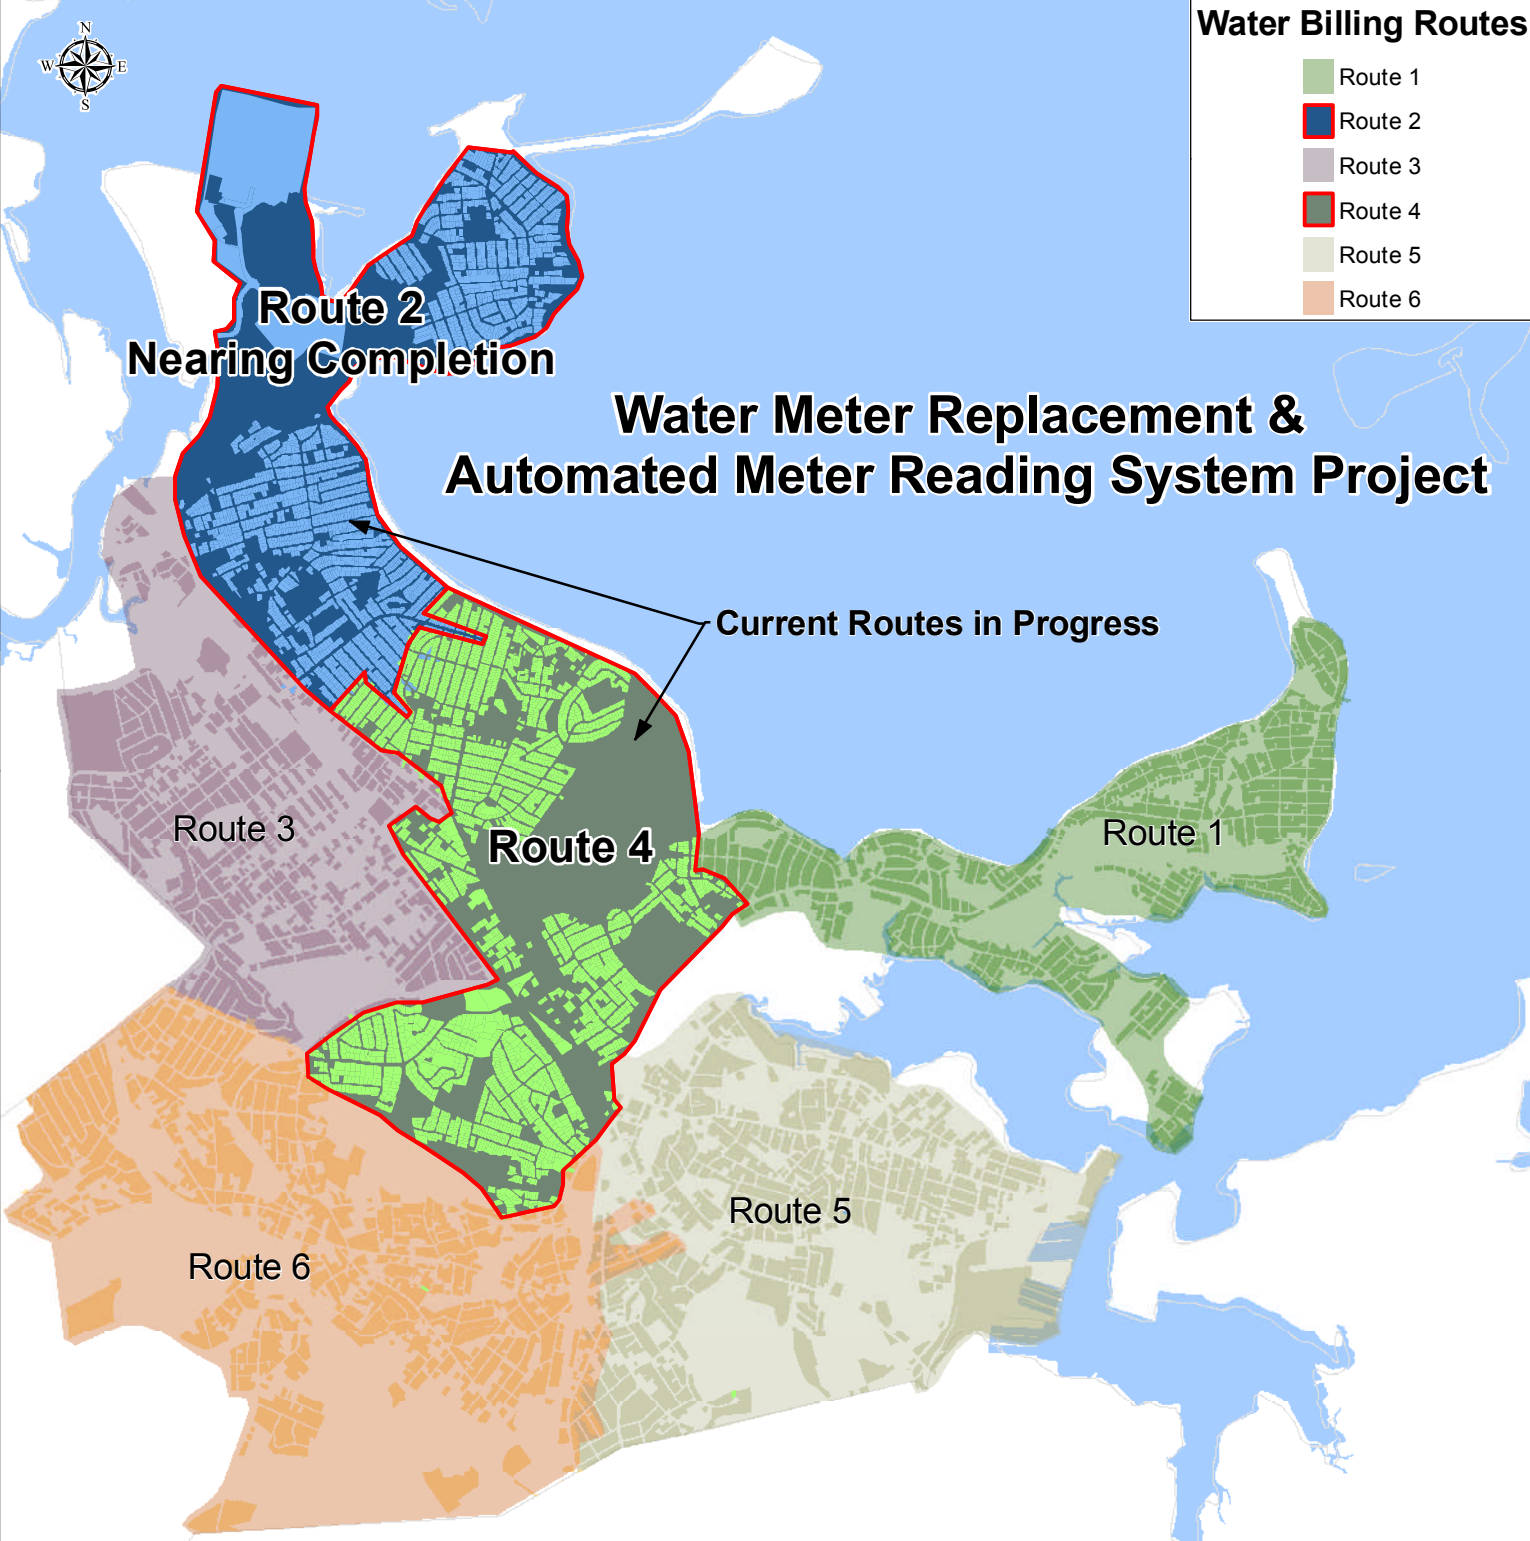 N
W E
S
Water Billing Routes
Route 1
Route 2
Route 3
Route 4
Route 5
Route 6
Route 2
Nearing Completion
Water Meter Replacement &
Automated Meter Reading System Project
Current Routes in Progress
Route 3
Route 4
Route 1
Route 5
Route 6